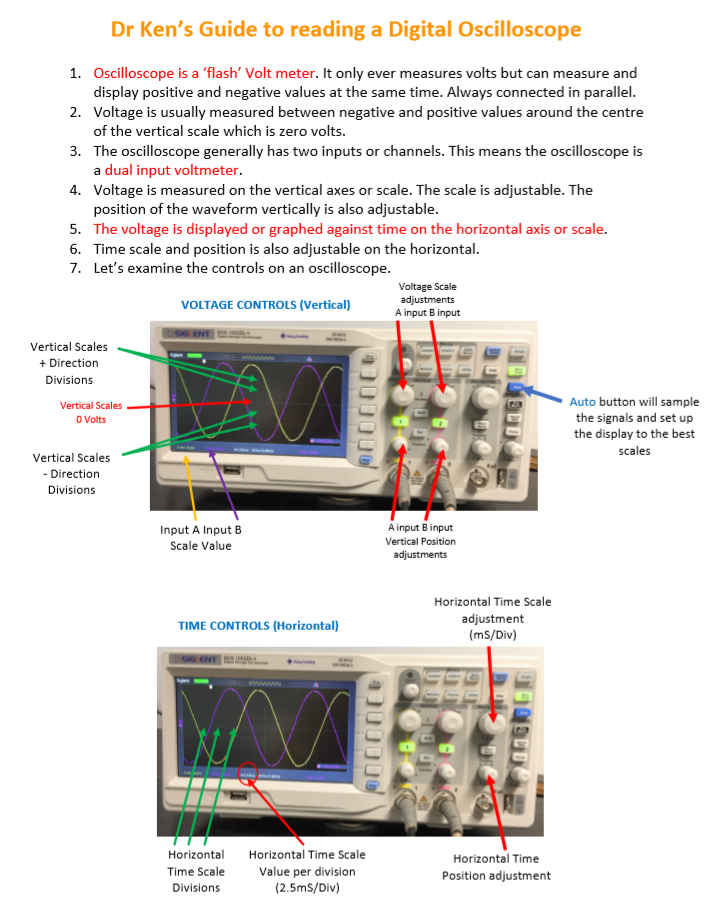 Dr Ken's Guide to reading a Digital Oscilloscope
1. Oscilloscope is a 'flash' Volt meter. It only ever measures volts but can measure and
display positive and negative values at the same time. Always connected in parallel.
2. Voltage is usually measured between negative and positive values around the centre
of the vertical scale which is zero volts.
3. The oscilloscope generally has two inputs or channels. This means the oscilloscope is
a dual input voltmeter.
4. Voltage is measured on the vertical axes or scale. The scale is adjustable. The
position of the waveform vertically is also adjustable.
5. The voltage is displayed or graphed against time on the horizontal axis or scale.
6. Time scale and position is also adjustable on the horizontal.
7. Let's examine the controls on an oscilloscope.
VOLTAGE CONTROLS (Vertical)
Voltage Scale
adjustments
A input B input
Vertical Scales
+ Direction
Divisions
Vertical Scales
0 Volts
Vertical Scales
- Direction
Divisions
SIGLENT
Auto button will sample
the signals and set up
the display to the best
scales
Input A Input B
Scale Value
A input B input
Vertical Position
adjustments
TIME CONTROLS (Horizontal)
Horizontal Time Scale
adjustment
(mS/Div)
SIGLENT
Horizontal
Time Scale
Divisions
Horizontal Time Scale
Value per division
(2.5mS/Div)
Horizontal Time
Position adjustment